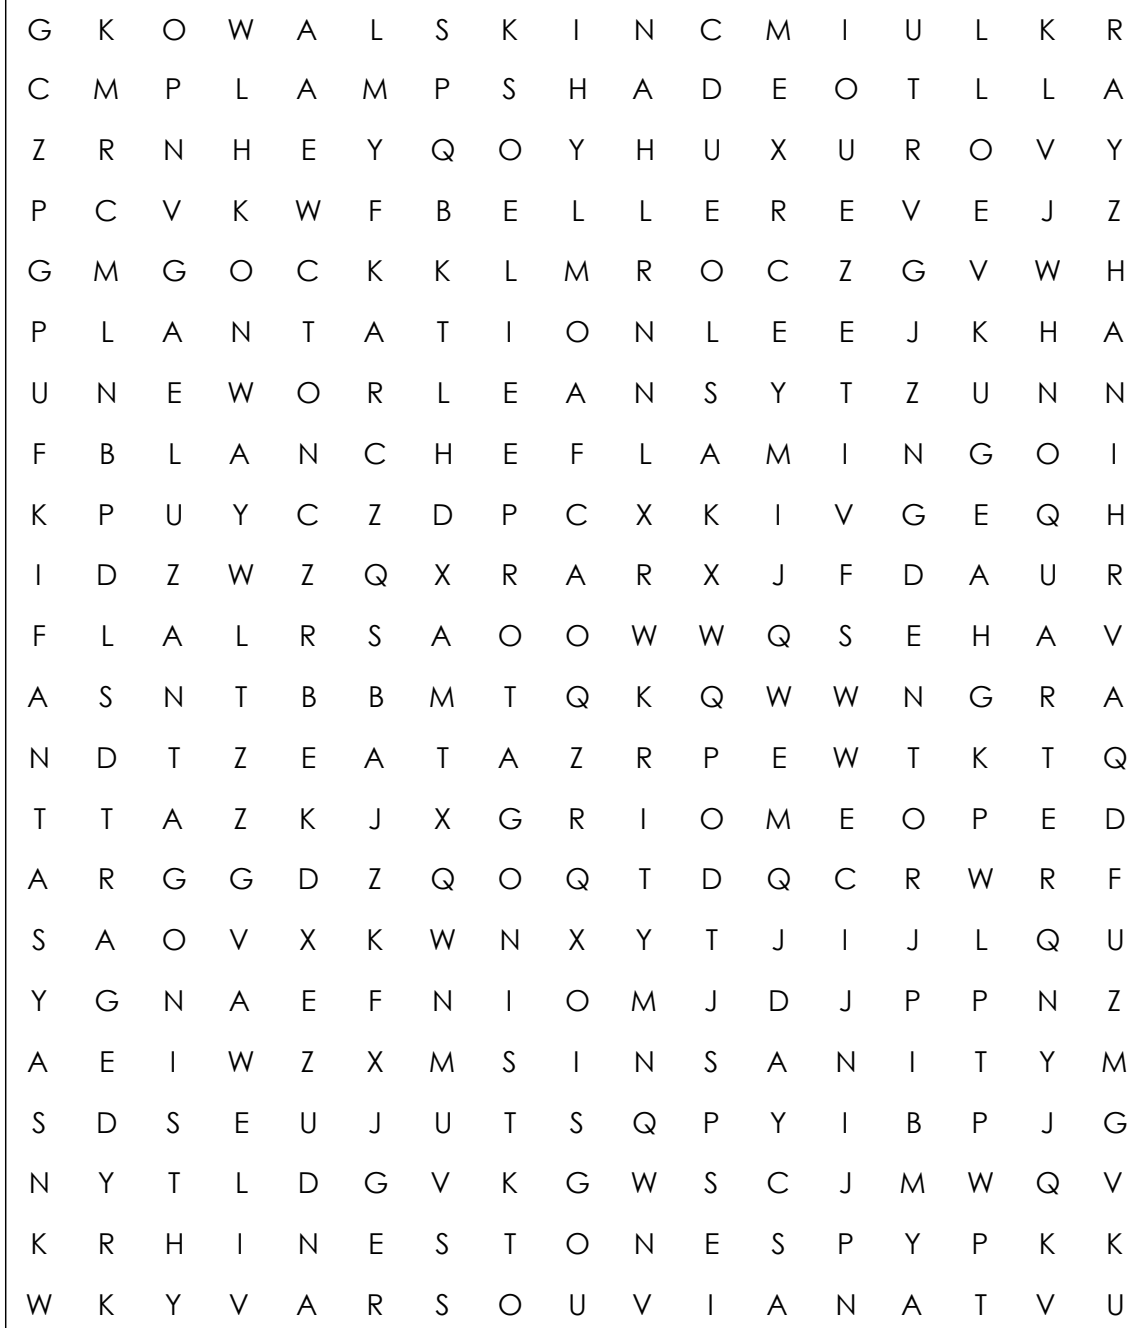 G K O W A L S K I N C M I U L K R
C M P L A M P S H A D E O T L L A
Z R N H E Y Q O Y H U X U R O V Y
P C V K W F B E L L E R E V E J Z
G M G O C K K L M R O C Z G V W H
P L A N T A T I O N L E E J K H A
U N E W O R L E A N S Y T Z U N N
F B L A N C H E F L A M I N G O I
K P U Y C Z D P C X K I V G E Q H
I D Z W Z Q X R A R X J F D A U R
F L A L R S A O O W W Q S E H A V
A S N T B B M T Q K Q W W N G R A
N D T Z E A T A Z R P E W T K T Q
T T A Z K J X G R I O M E O P E D
A R G G D Z Q O Q T D Q C R W R F
S A O V X K W N X Y T J I J L Q U
Y G N A E F N I O M J D J P P N Z
A E I W Z X M S I N S A N I T Y M
S D S E U J U T S Q P Y I B P J G
N Y T L D G V K G W S C J M W Q V
K R H I N E S T O N E S P Y P K K
W K Y V A R S O U V I A N A T V U